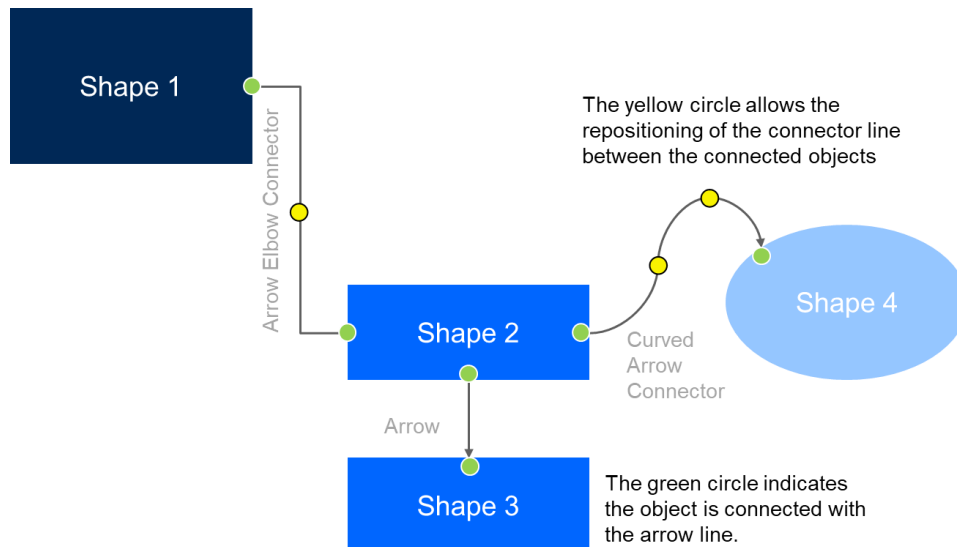 Shape 1
Arrow Elbow Connector
The yellow circle allows the
repositioning of the connector line
between the connected objects
Shape 4
Shape 2
Curved
Arrow
Connector
Arrow
Shape 3
The green circle indicates
the object is connected with
the arrow line.